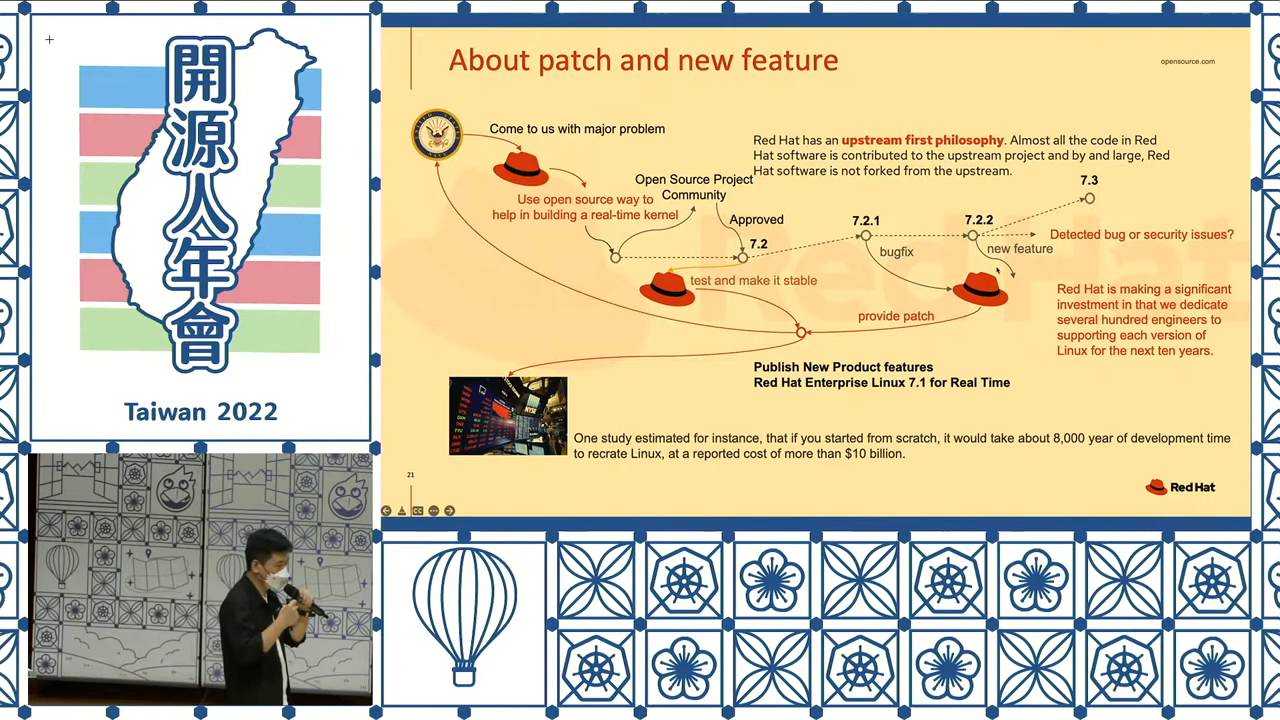 開源人年會
Taiwan 2022
About patch and new feature
opensource.com
Come to us with major problem
Red Hat has an upstream first philosophy. Almost all the code in Red
Hat software is contributed to the upstream project and by and large, Red
Hat software is not forked from the upstream.
Open Source Project
Community
Use open source way to
help in building a real-time kernel
Approved
7.2
7.2.1
7.2.2
7.3
bugfix
new feature
Detected bug or security issues?
test and make it stable
provide patch
Red Hat is making a significant
investment in that we dedicate
several hundred engineers to
supporting each version of
Linux for the next ten years.
Publish New Product features
Red Hat Enterprise Linux 7.1 for Real Time
One study estimated for instance, that if you started from scratch, it would take about 8,000 year of development time
to recrate Linux, at a reported cost of more than $10 billion.
21
Red Hat